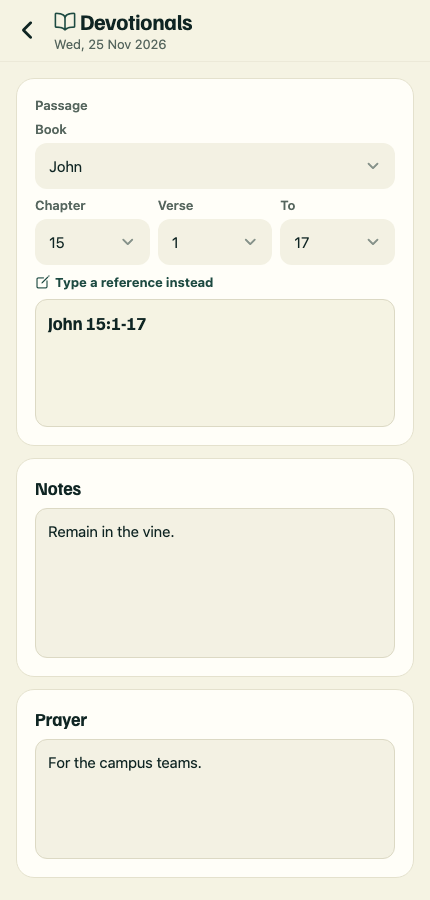 Devotionals
Wed, 25 Nov 2026
Passage
Book
John
Chapter Verse To
15 1 17
Type a reference instead
John 15:1-17
Notes
Remain in the vine.
Prayer
For the campus teams.